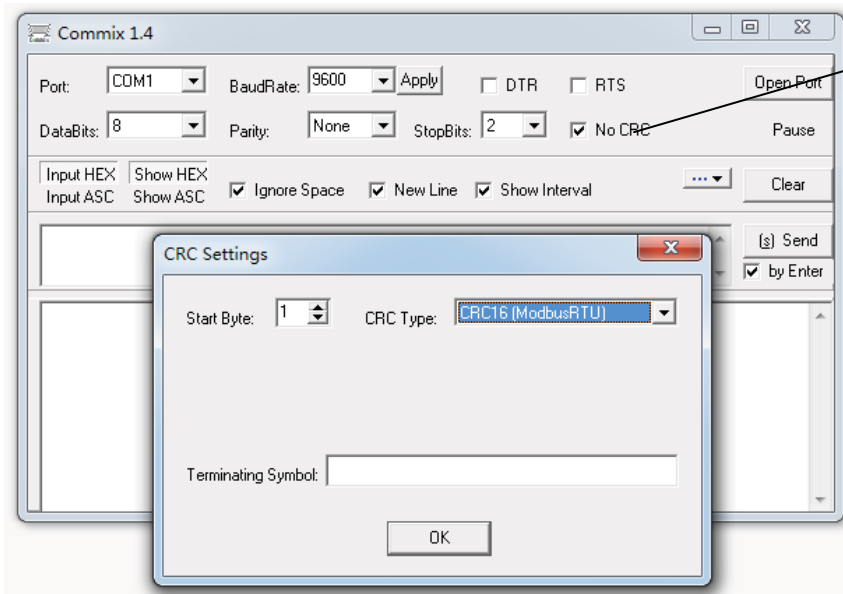 Commix 1.4
Port: COM1 BaudRate: 9600 Apply DTR RTS Open Port
DataBits: 8 Parity: None StopBits: 2 No CRC Pause
Input HEX Show HEX
Input ASC Show ASC Ignore Space New Line Show Interval ... Clear
(s) Send
by Enter
CRC Settings
Start Byte: 1 CRC Type: CRC16 (ModbusRTU)
Terminating Symbol:
OK